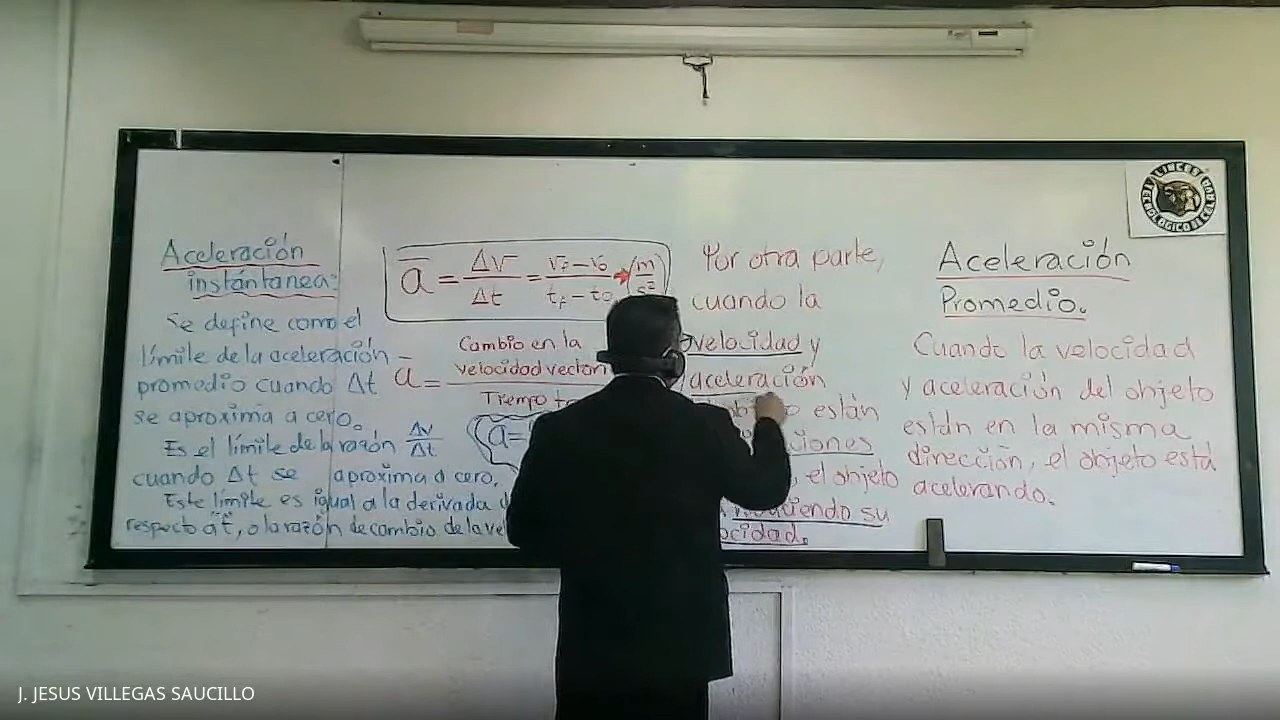 Aceleración
instántanea:
Se define como el
límite de la aceleración
promedio cuando Δt
se aproxima a cero.
Es el límite de la razón Δv/Δt
cuando Δt se aproxima a cero.
Este límite es igual a la derivada
respecto a "t", o la razón de cambio de la
a = Δv/Δt = vf-vo/tf-to (m/s²)
a = Cambio en la
velocidad vectori
Tiempo
a=
Por otra parte,
cuando la
velocidad y
aceleración
están
el objeto
su
Aceleración
Promedio.
Cuando la velocidad
y aceleración del objeto
están en la misma
dirección, el objeto está
acelerando.
LINCES
J. JESUS VILLEGAS SAUCILLO